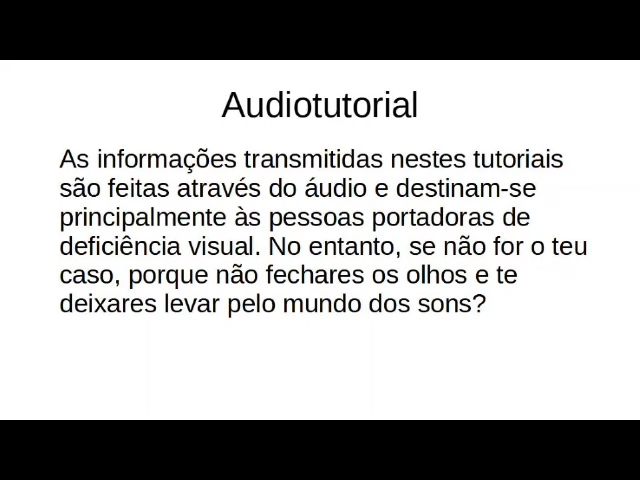 Audiotutorial
As informações transmitidas nestes tutoriais
são feitas através do áudio e destinam-se
principalmente às pessoas portadoras de
deficiência visual. No entanto, se não for o teu
caso, porque não fechares os olhos e te
deixares levar pelo mundo dos sons?